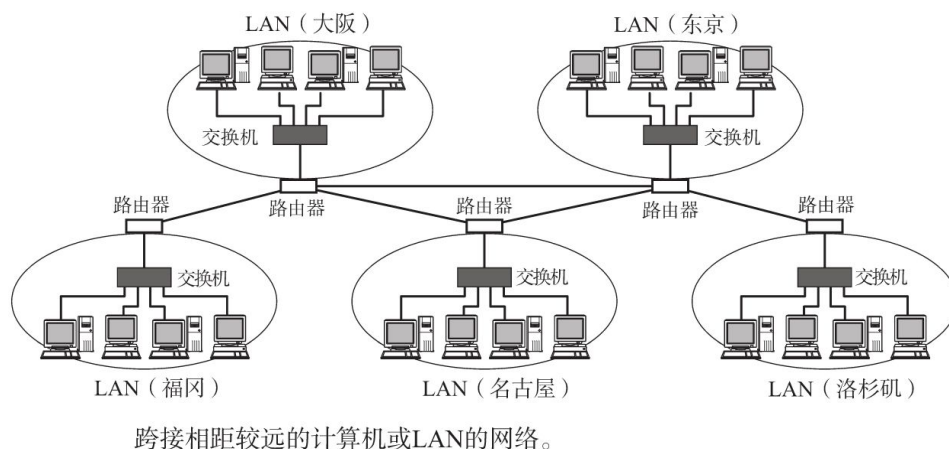 LAN（大阪）
LAN（东京）
交换机
交换机
路由器
路由器
路由器
路由器
路由器
交换机
交换机
交换机
LAN（福冈）
LAN（名古屋）
LAN（洛杉矶）
跨接相距较远的计算机或LAN的网络。